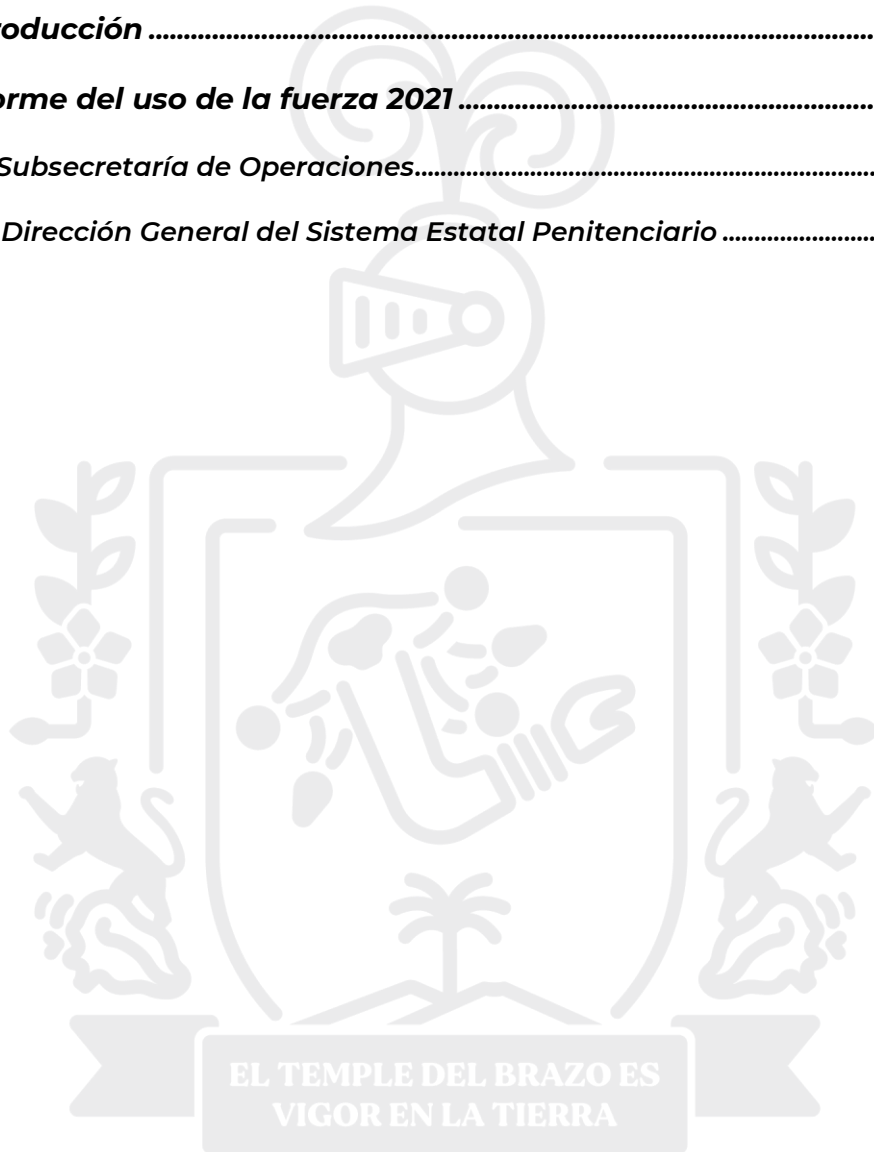 roducción ........................................................................................................
orme del uso de la fuerza 2021 ............................................................
Subsecretaría de Operaciones..................................................................
Dirección General del Sistema Estatal Penitenciario ......................
EL TEMPLE DEL BRAZO ES
VIGOR EN LA TIERRA